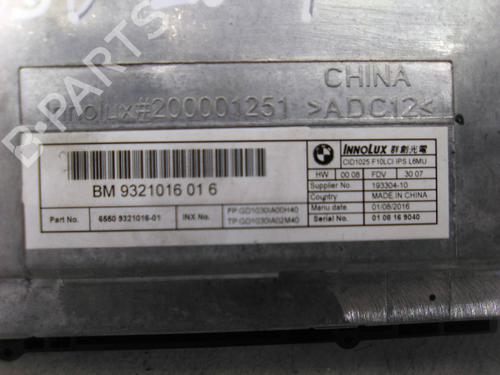 CHINA
Innolux#200001251 >ADC12<
B-PARTS
INNOLUX 群創光電
CID1025 F10LCI IPS L6MU
HW 00 08 FDV 30 07
Supplier No. 193304-10
Country MADE IN CHINA
Manu date 01/08/2016
Serial No. 01 08 16 9040
BM 9321016 01 6
Part No. 6550 9321016-01 INX No. FP:GD1030IA00H40
TP:GD1030IA02M40